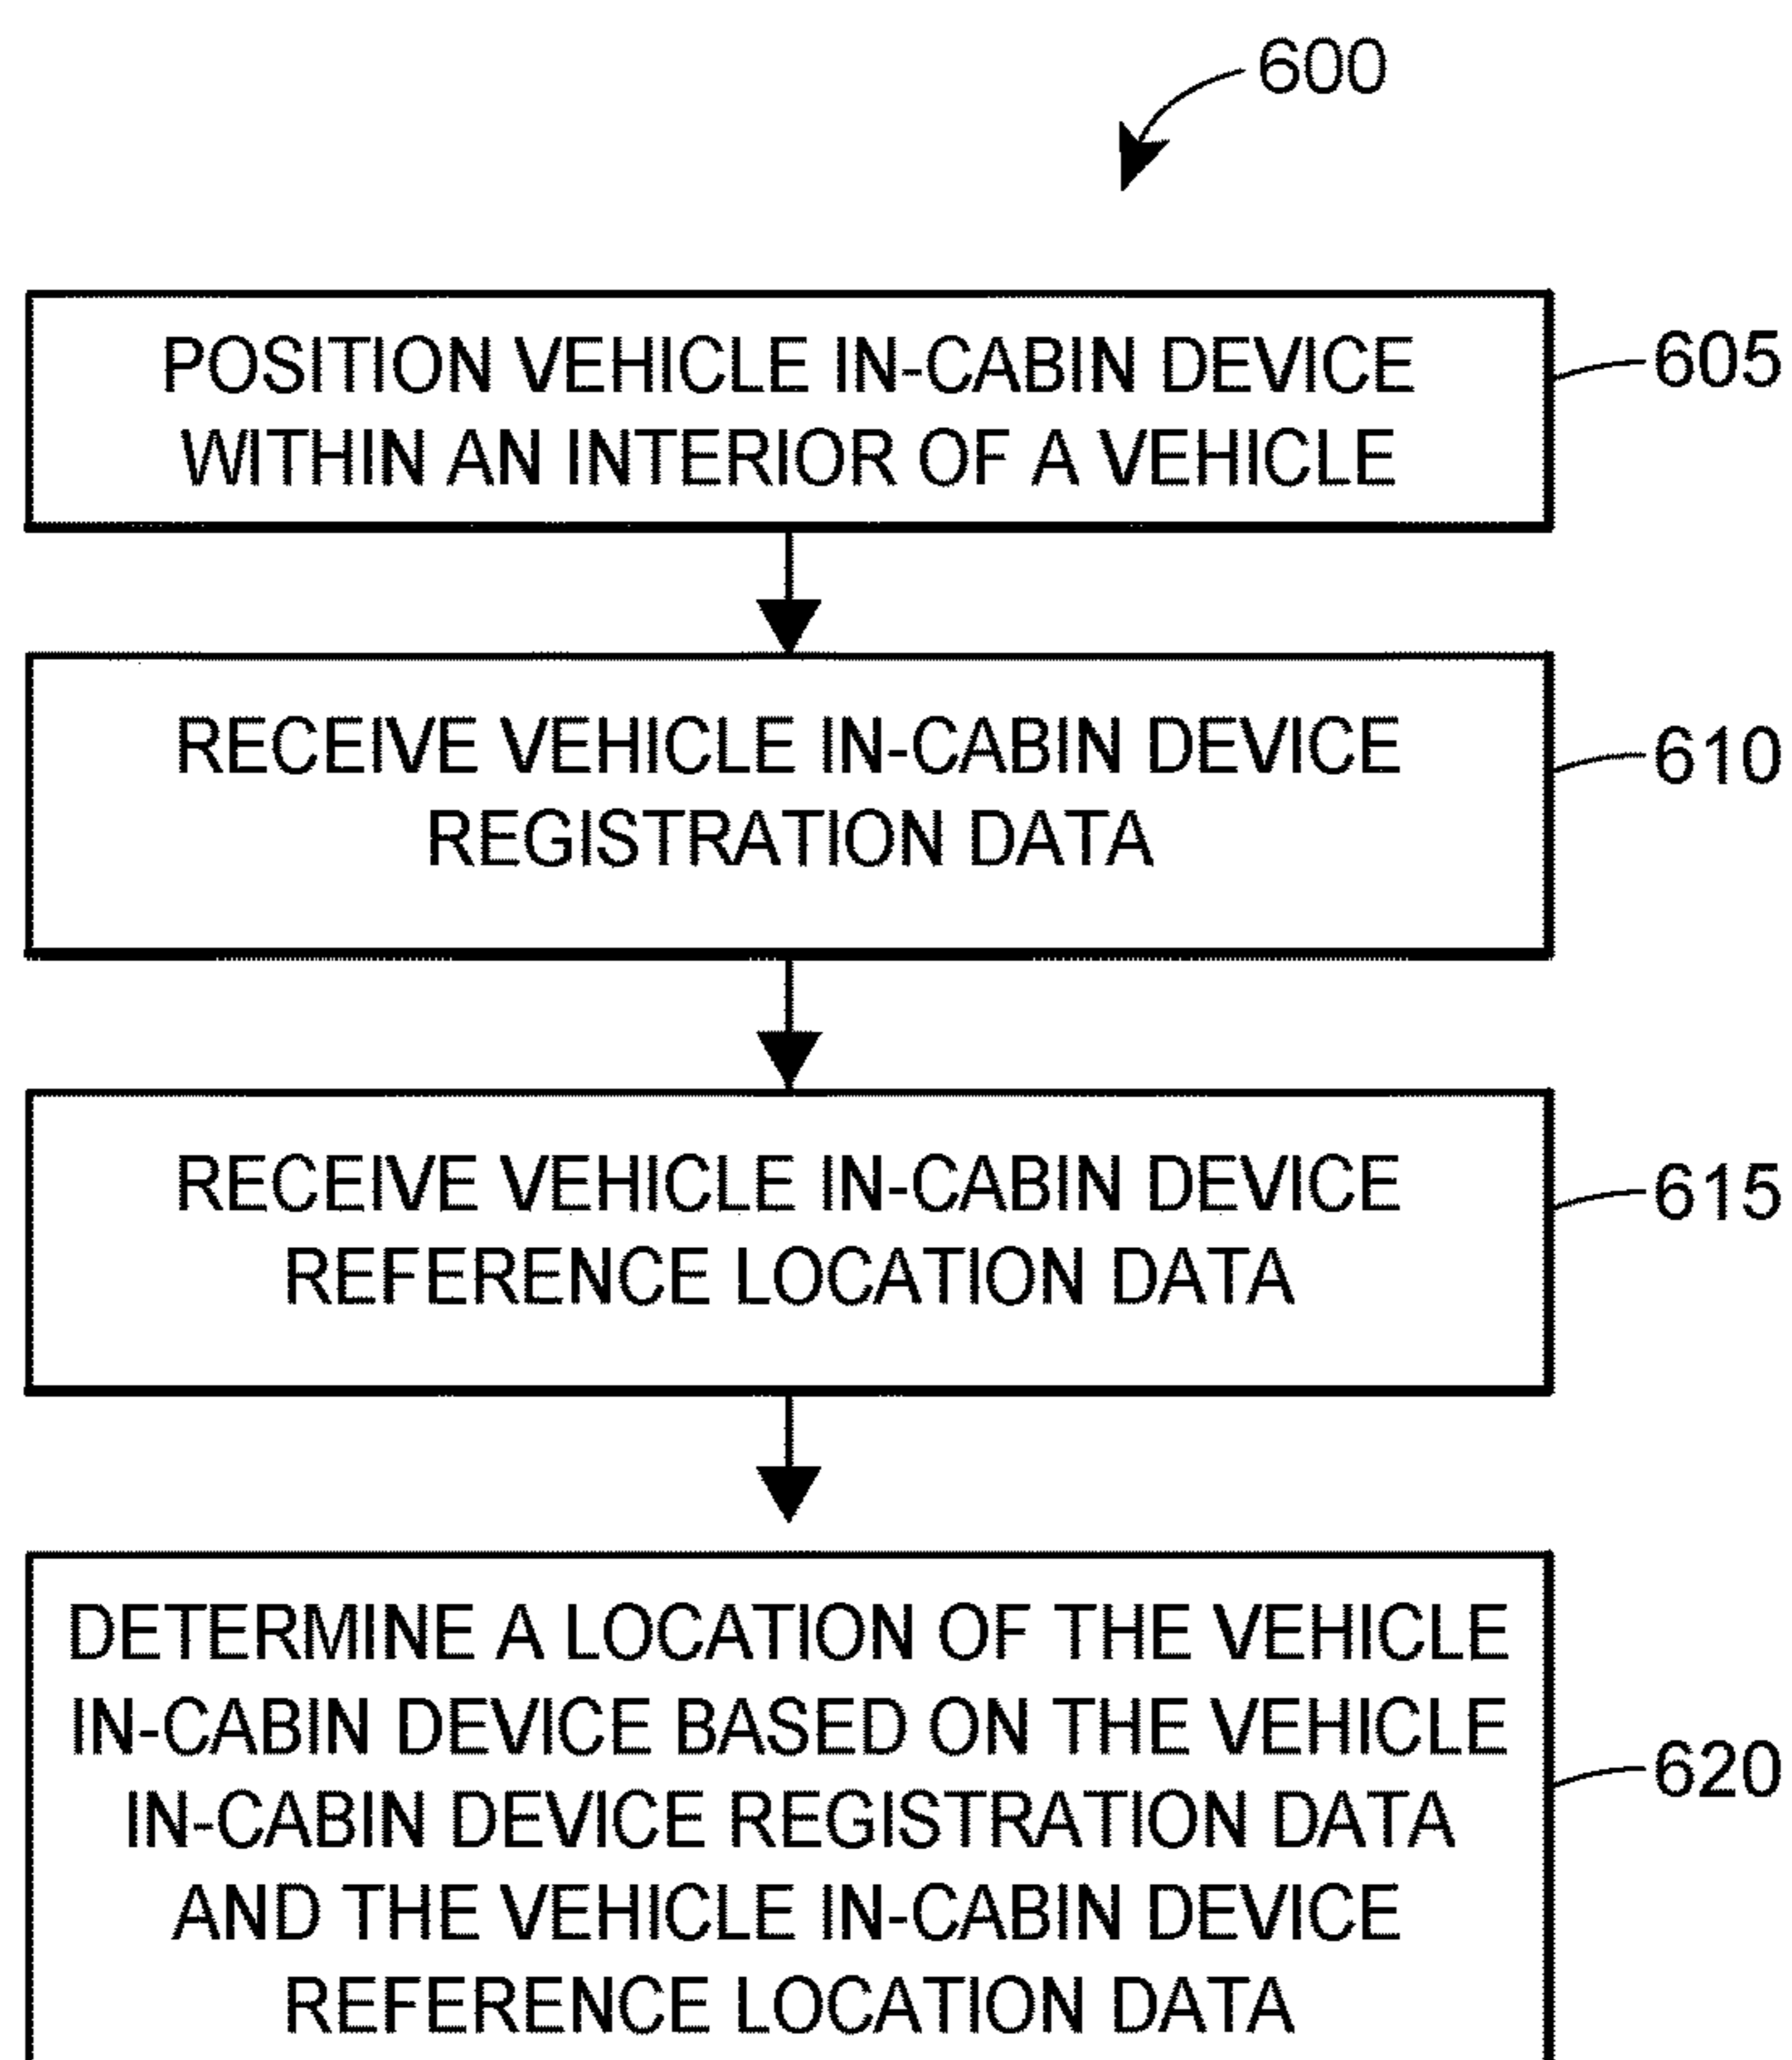 600
POSITION VEHICLE IN-CABIN DEVICE
WITHIN AN INTERIOR OF A VEHICLE
605
RECEIVE VEHICLE IN-CABIN DEVICE
REGISTRATION DATA
610
RECEIVE VEHICLE IN-CABIN DEVICE
REFERENCE LOCATION DATA
615
DETERMINE A LOCATION OF THE VEHICLE
IN-CABIN DEVICE BASED ON THE VEHICLE
IN-CABIN DEVICE REGISTRATION DATA
AND THE VEHICLE IN-CABIN DEVICE
REFERENCE LOCATION DATA
620